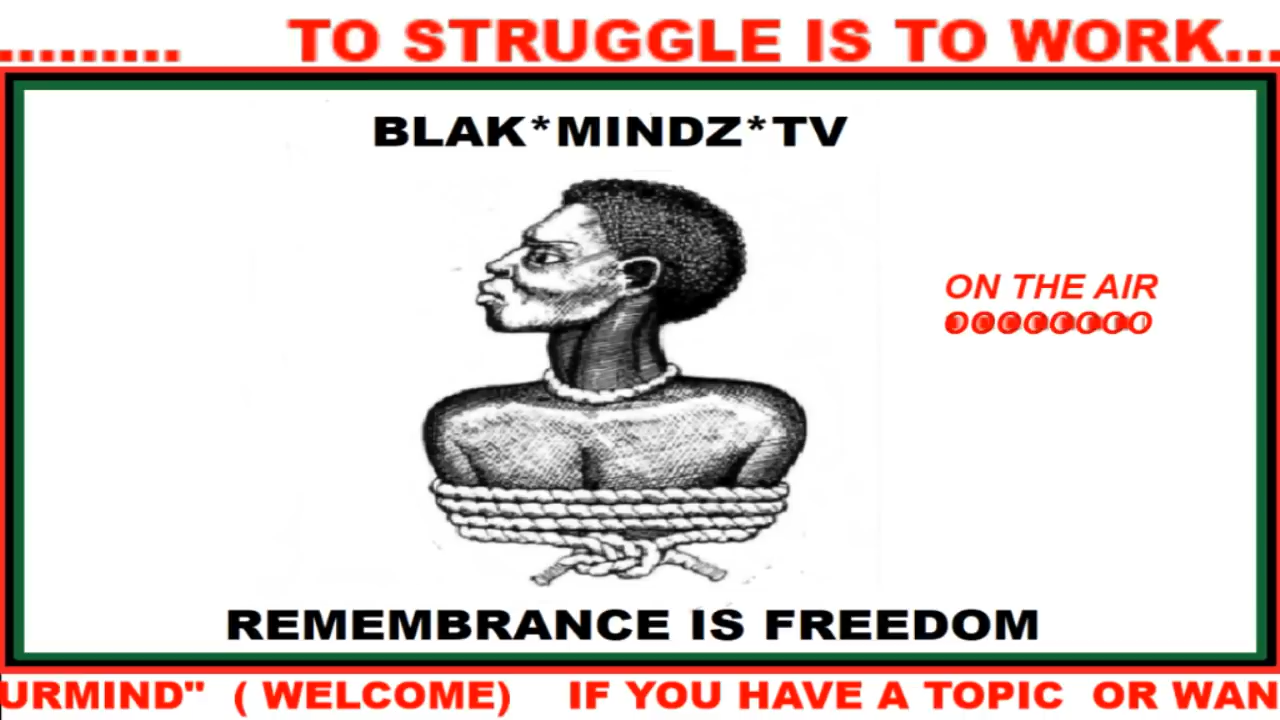 ......... TO STRUGGLE IS TO WORK...
BLAK*MINDZ*TV
ON THE AIR
REMEMBRANCE IS FREEDOM
URMIND" ( WELCOME) IF YOU HAVE A TOPIC OR WAN